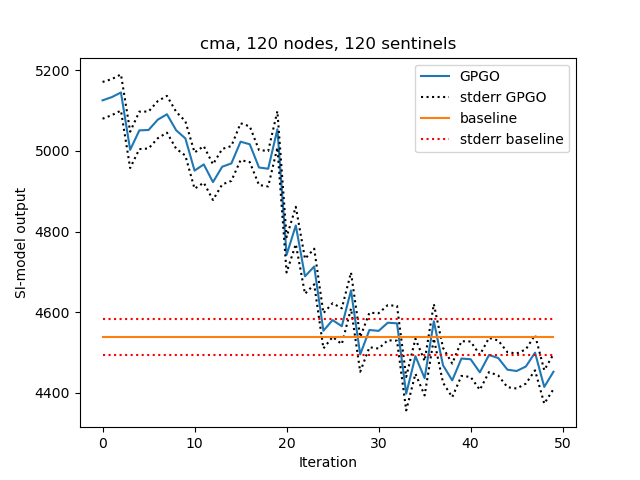 cma, 120 nodes, 120 sentinels
GPGO
stderr GPGO
baseline
stderr baseline
SI-model output
5200
5000
4800
4600
4400
0 10 20 30 40 50
Iteration